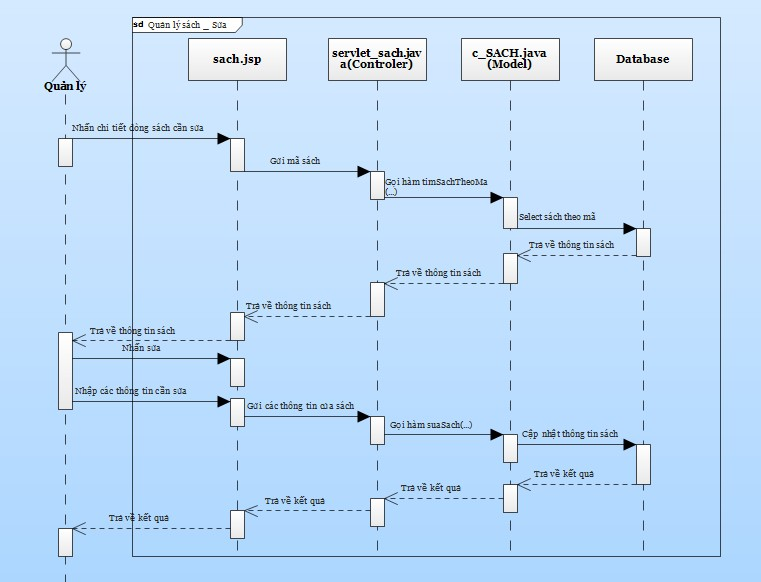 sd Quản lý sách _ Sửa
Quản lý
sach.jsp
servlet_sach.jav
a(Controler)
c_SACH.java
(Model)
Database
Nhấn chi tiết dòng sách cần sửa
Gửi mã sách
Gọi hàm timSachTheoMa
(...)
Select sách theo mã
Trả về thông tin sách
Trả về thông tin sách
Trả về thông tin sách
Trả về thông tin sách
Nhấn sửa
Nhập các thông tin cần sửa
Gửi các thông tin của sách
Gọi hàm suaSach(...)
Cập nhật thông tin sách
Trả về kết quả
Trả về kết quả
Trả về kết quả
Trả về kết quả